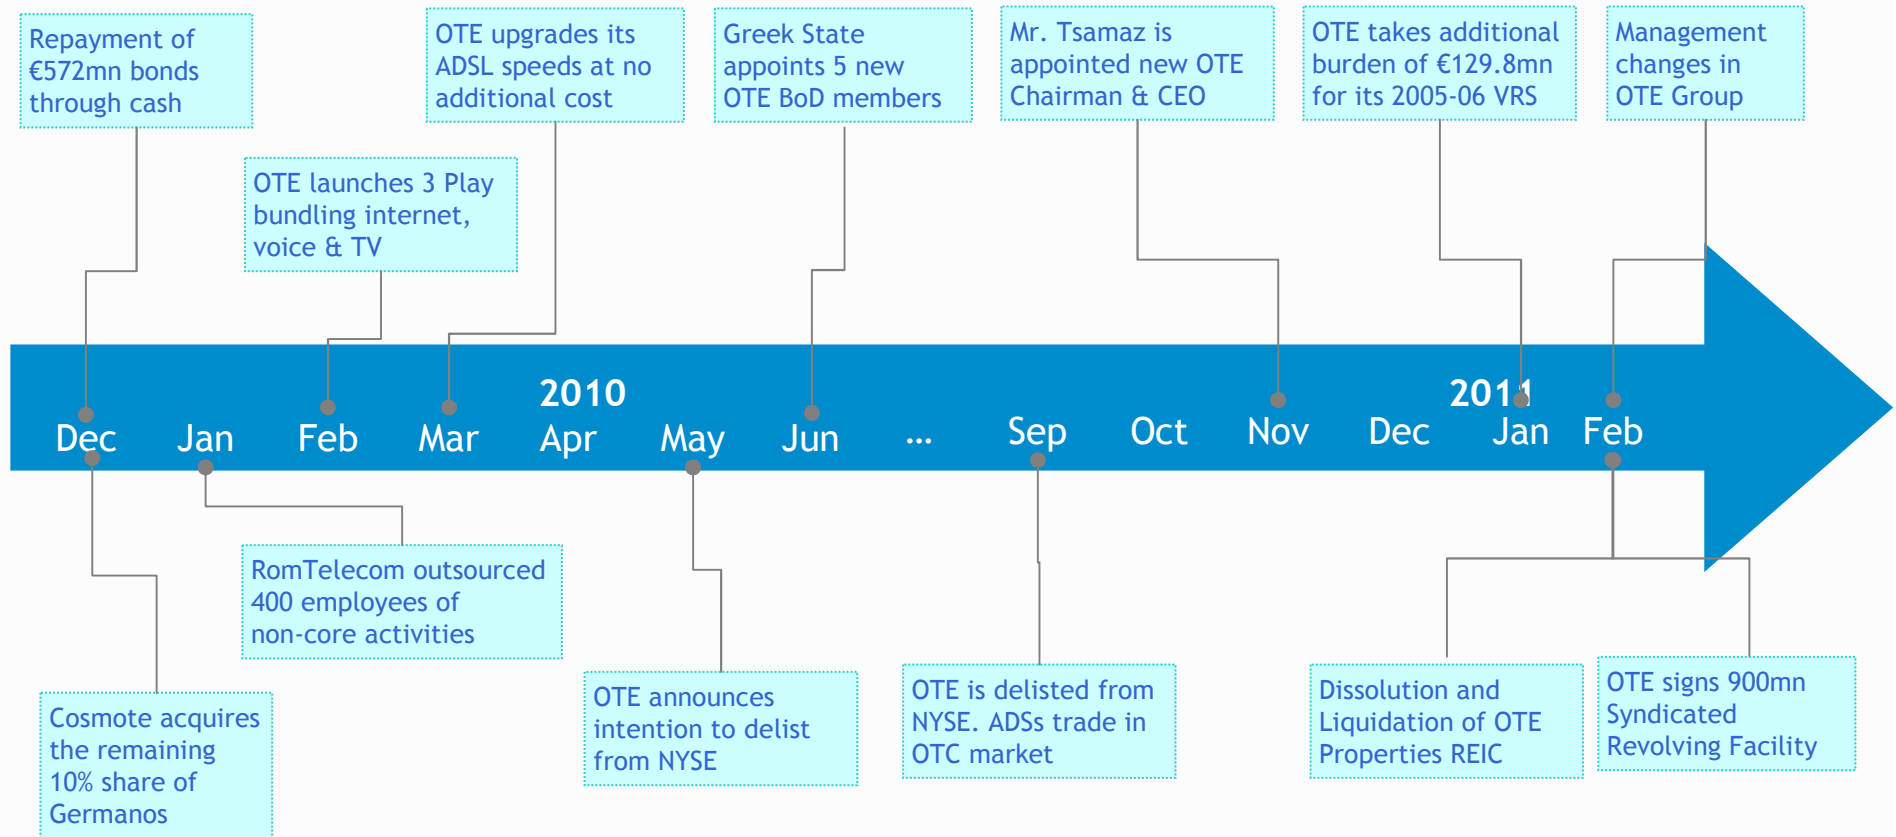 Repayment of
€572mn bonds
through cash
OTE upgrades its
ADSL speeds at no
additional cost
Greek State
appoints 5 new
OTE BoD members
Mr. Tsamaz is
appointed new OTE
Chairman & CEO
OTE takes additional
burden of €129.8mn
for its 2005-06 VRS
Management
changes in
OTE Group
OTE launches 3 Play
bundling internet,
voice & TV
2010
2011
Dec
Jan
Feb
Mar
Apr
May
Jun
...
Sep
Oct
Nov
Dec
Jan
Feb
RomTelecom outsourced
400 employees of
non-core activities
Cosmote acquires
the remaining
10% share of
Germanos
OTE announces
intention to delist
from NYSE
OTE is delisted from
NYSE. ADSs trade in
OTC market
Dissolution and
Liquidation of OTE
Properties REIC
OTE signs 900mn
Syndicated
Revolving Facility